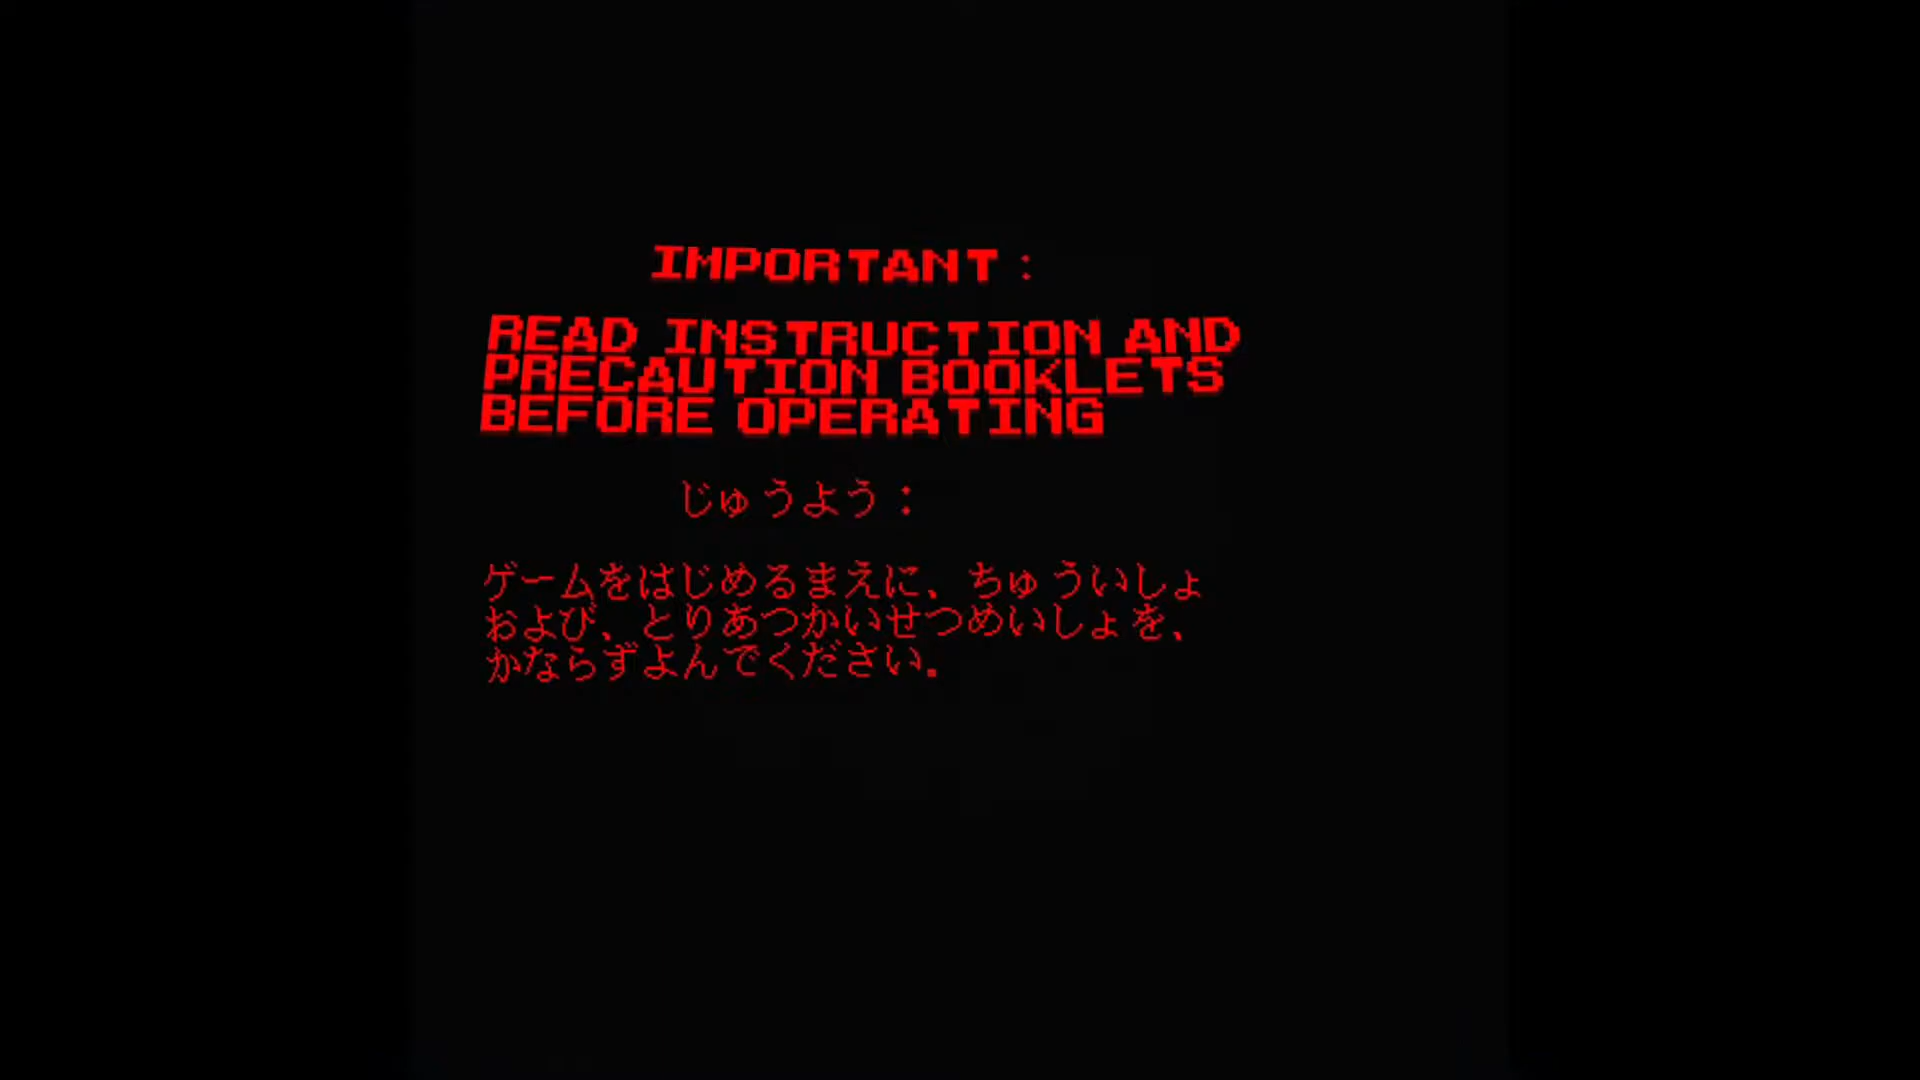 IMPORTANT:
READ INSTRUCTION AND
PRECAUTION BOOKLETS
BEFORE OPERATING
じゅうよう：
ゲームをはじめるまえに、ちゅういしょ
および、とりあつかいせつめいしょを、
かならずよんでください.